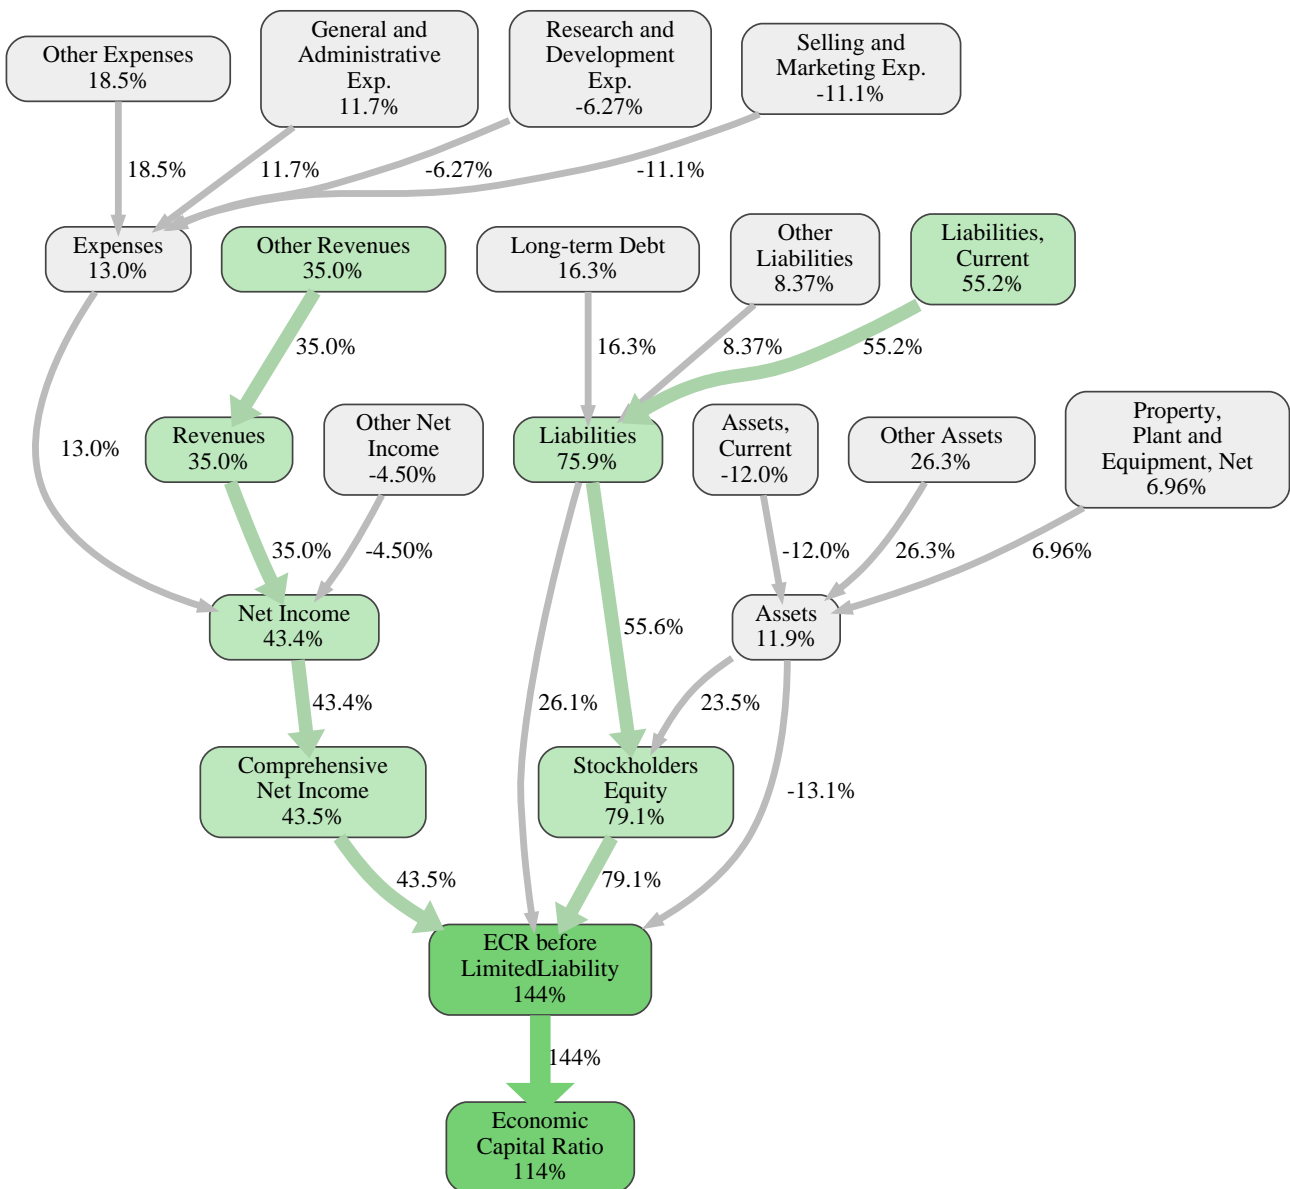 Other Expenses
18.5%
General and
Administrative
Exp.
11.7%
Research and
Development
Exp.
-6.27%
Selling and
Marketing Exp.
-11.1%
18.5%
11.7%
-6.27%
-11.1%
Expenses
13.0%
Other Revenues
35.0%
Long-term Debt
16.3%
Other
Liabilities
8.37%
Liabilities,
Current
55.2%
35.0%
16.3%
8.37%
55.2%
13.0%
Revenues
35.0%
Other Net
Income
-4.50%
Liabilities
75.9%
Assets,
Current
-12.0%
Other Assets
26.3%
Property,
Plant and
Equipment, Net
6.96%
35.0%
-4.50%
-12.0%
26.3%
6.96%
Net Income
43.4%
55.6%
Assets
11.9%
43.4%
26.1%
23.5%
-13.1%
Comprehensive
Net Income
43.5%
Stockholders
Equity
79.1%
43.5%
79.1%
ECR before
LimitedLiability
144%
144%
Economic
Capital Ratio
114%